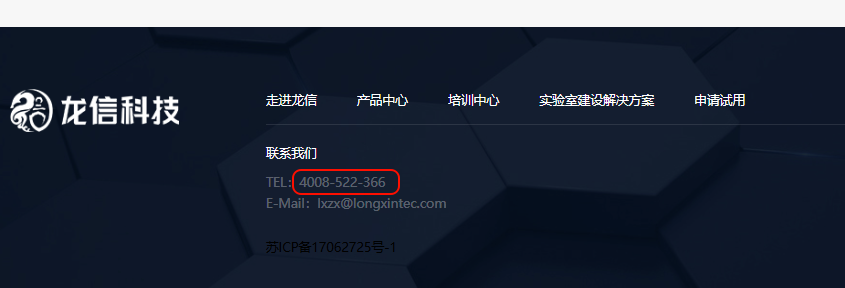 龙信科技
走进龙信 产品中心 培训中心 实验室建设解决方案 申请试用
联系我们
TEL：4008-522-366
E-Mail：lxzx@longxintec.com
苏ICP备17062725号-1